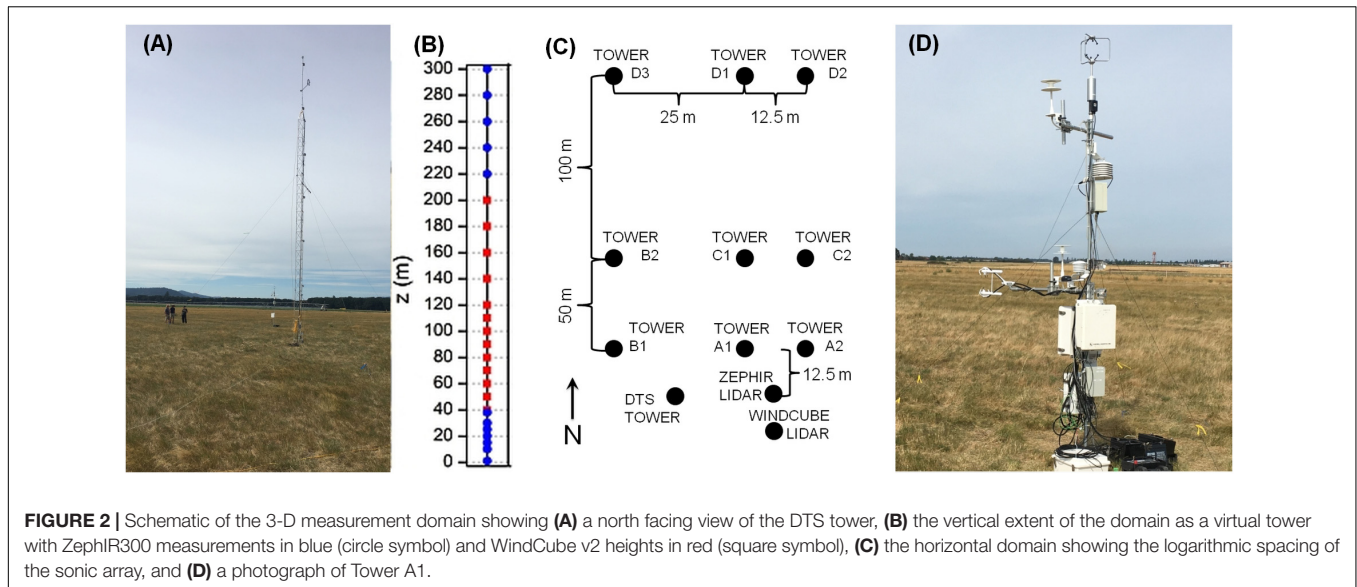 (A)
(B)
300
280
260
240
220
200
180
160
140
120
100
80
60
40
20
0
z (m)
(C)
TOWER
D3
TOWER
D1
TOWER
D2
25 m
12.5 m
100 m
TOWER
B2
TOWER
C1
TOWER
C2
50 m
TOWER
B1
TOWER
A1
TOWER
A2
12.5 m
ZEPHIR
LIDAR
DTS
TOWER
WINDCUBE
LIDAR
N
(D)
FIGURE 2 | Schematic of the 3-D measurement domain showing (A) a north facing view of the DTS tower, (B) the vertical extent of the domain as a virtual tower
with ZephIR300 measurements in blue (circle symbol) and WindCube v2 heights in red (square symbol), (C) the horizontal domain showing the logarithmic spacing of
the sonic array, and (D) a photograph of Tower A1.